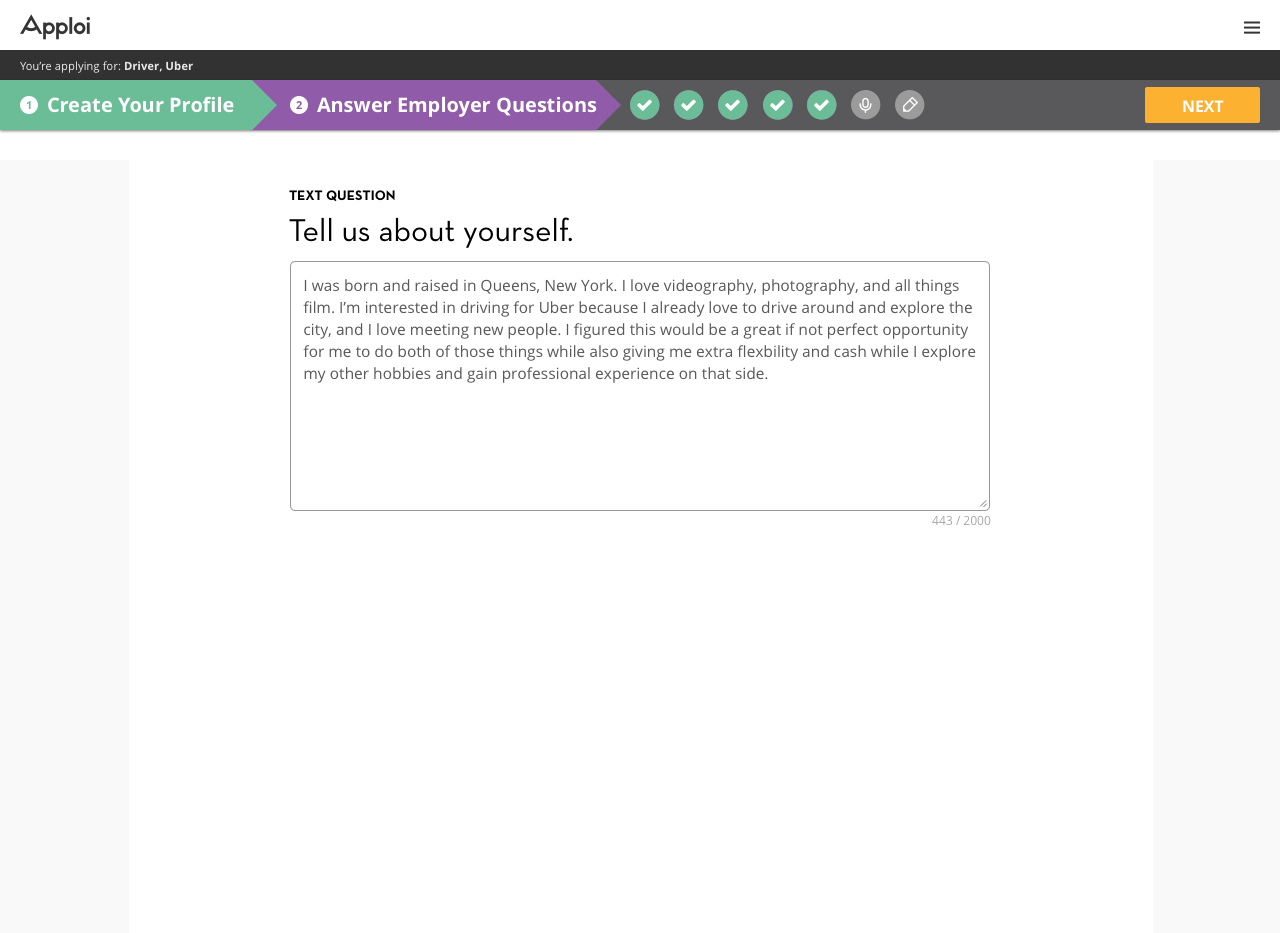 Apploi
You’re applying for: Driver, Uber
1 Create Your Profile
2 Answer Employer Questions
NEXT
TEXT QUESTION
Tell us about yourself.
I was born and raised in Queens, New York. I love videography, photography, and all things
film. I’m interested in driving for Uber because I already love to drive around and explore the
city, and I love meeting new people. I figured this would be a great if not perfect opportunity
for me to do both of those things while also giving me extra flexbility and cash while I explore
my other hobbies and gain professional experience on that side.
443 / 2000